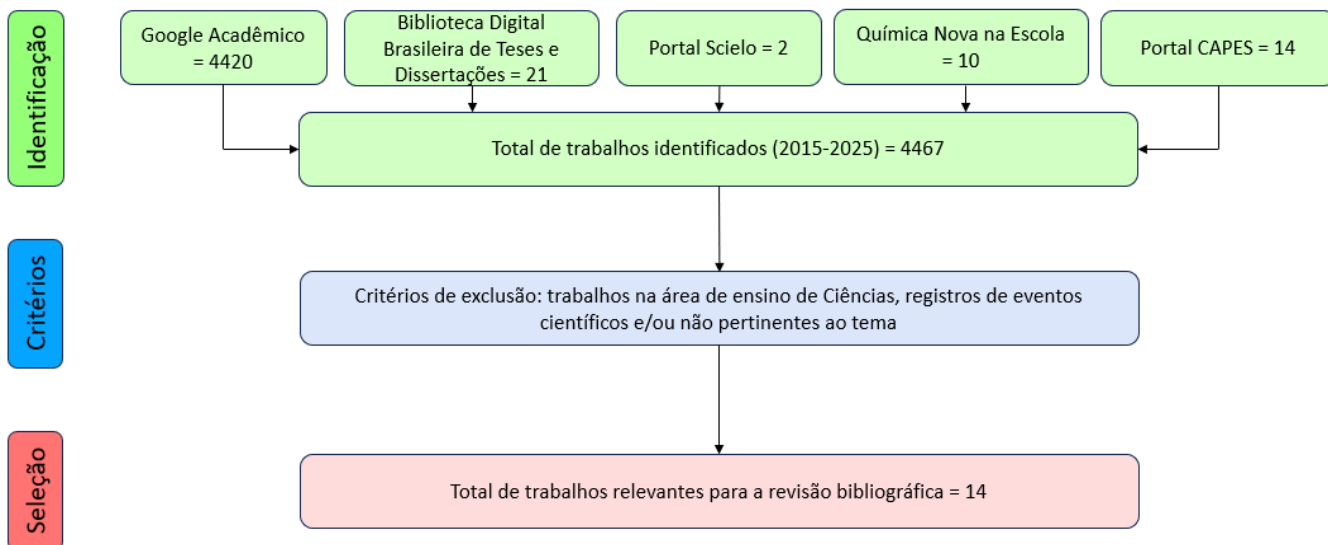 Identificação
Google Acadêmico
= 4420
Biblioteca Digital
Brasileira de Teses e
Dissertações = 21
Portal Scielo = 2
Química Nova na Escola
= 10
Portal CAPES = 14
Total de trabalhos identificados (2015-2025) = 4467
Critérios
Critérios de exclusão: trabalhos na área de ensino de Ciências, registros de eventos
científicos e/ou não pertinentes ao tema
Seleção
Total de trabalhos relevantes para a revisão bibliográfica = 14